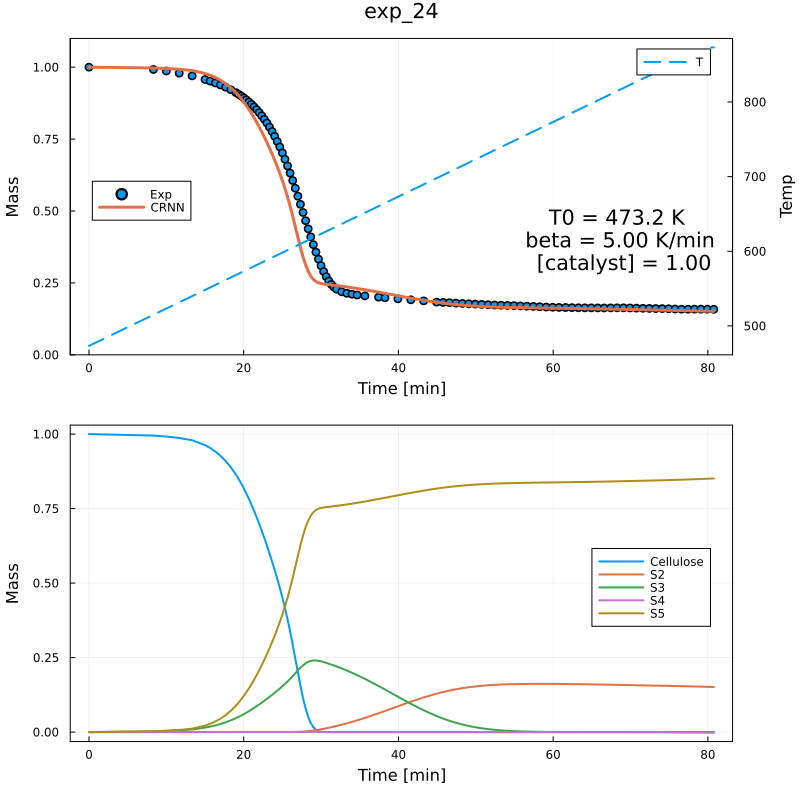 exp_24
1.00
0.75
0.50
0.25
0.00
Mass
0
20
40
60
80
Time [min]
800
700
600
500
Temp
T
Exp
CRNN
T0 = 473.2 K
beta = 5.00 K/min
[catalyst] = 1.00
1.00
0.75
0.50
0.25
0.00
Mass
0
20
40
60
80
Time [min]
Cellulose
S2
S3
S4
S5